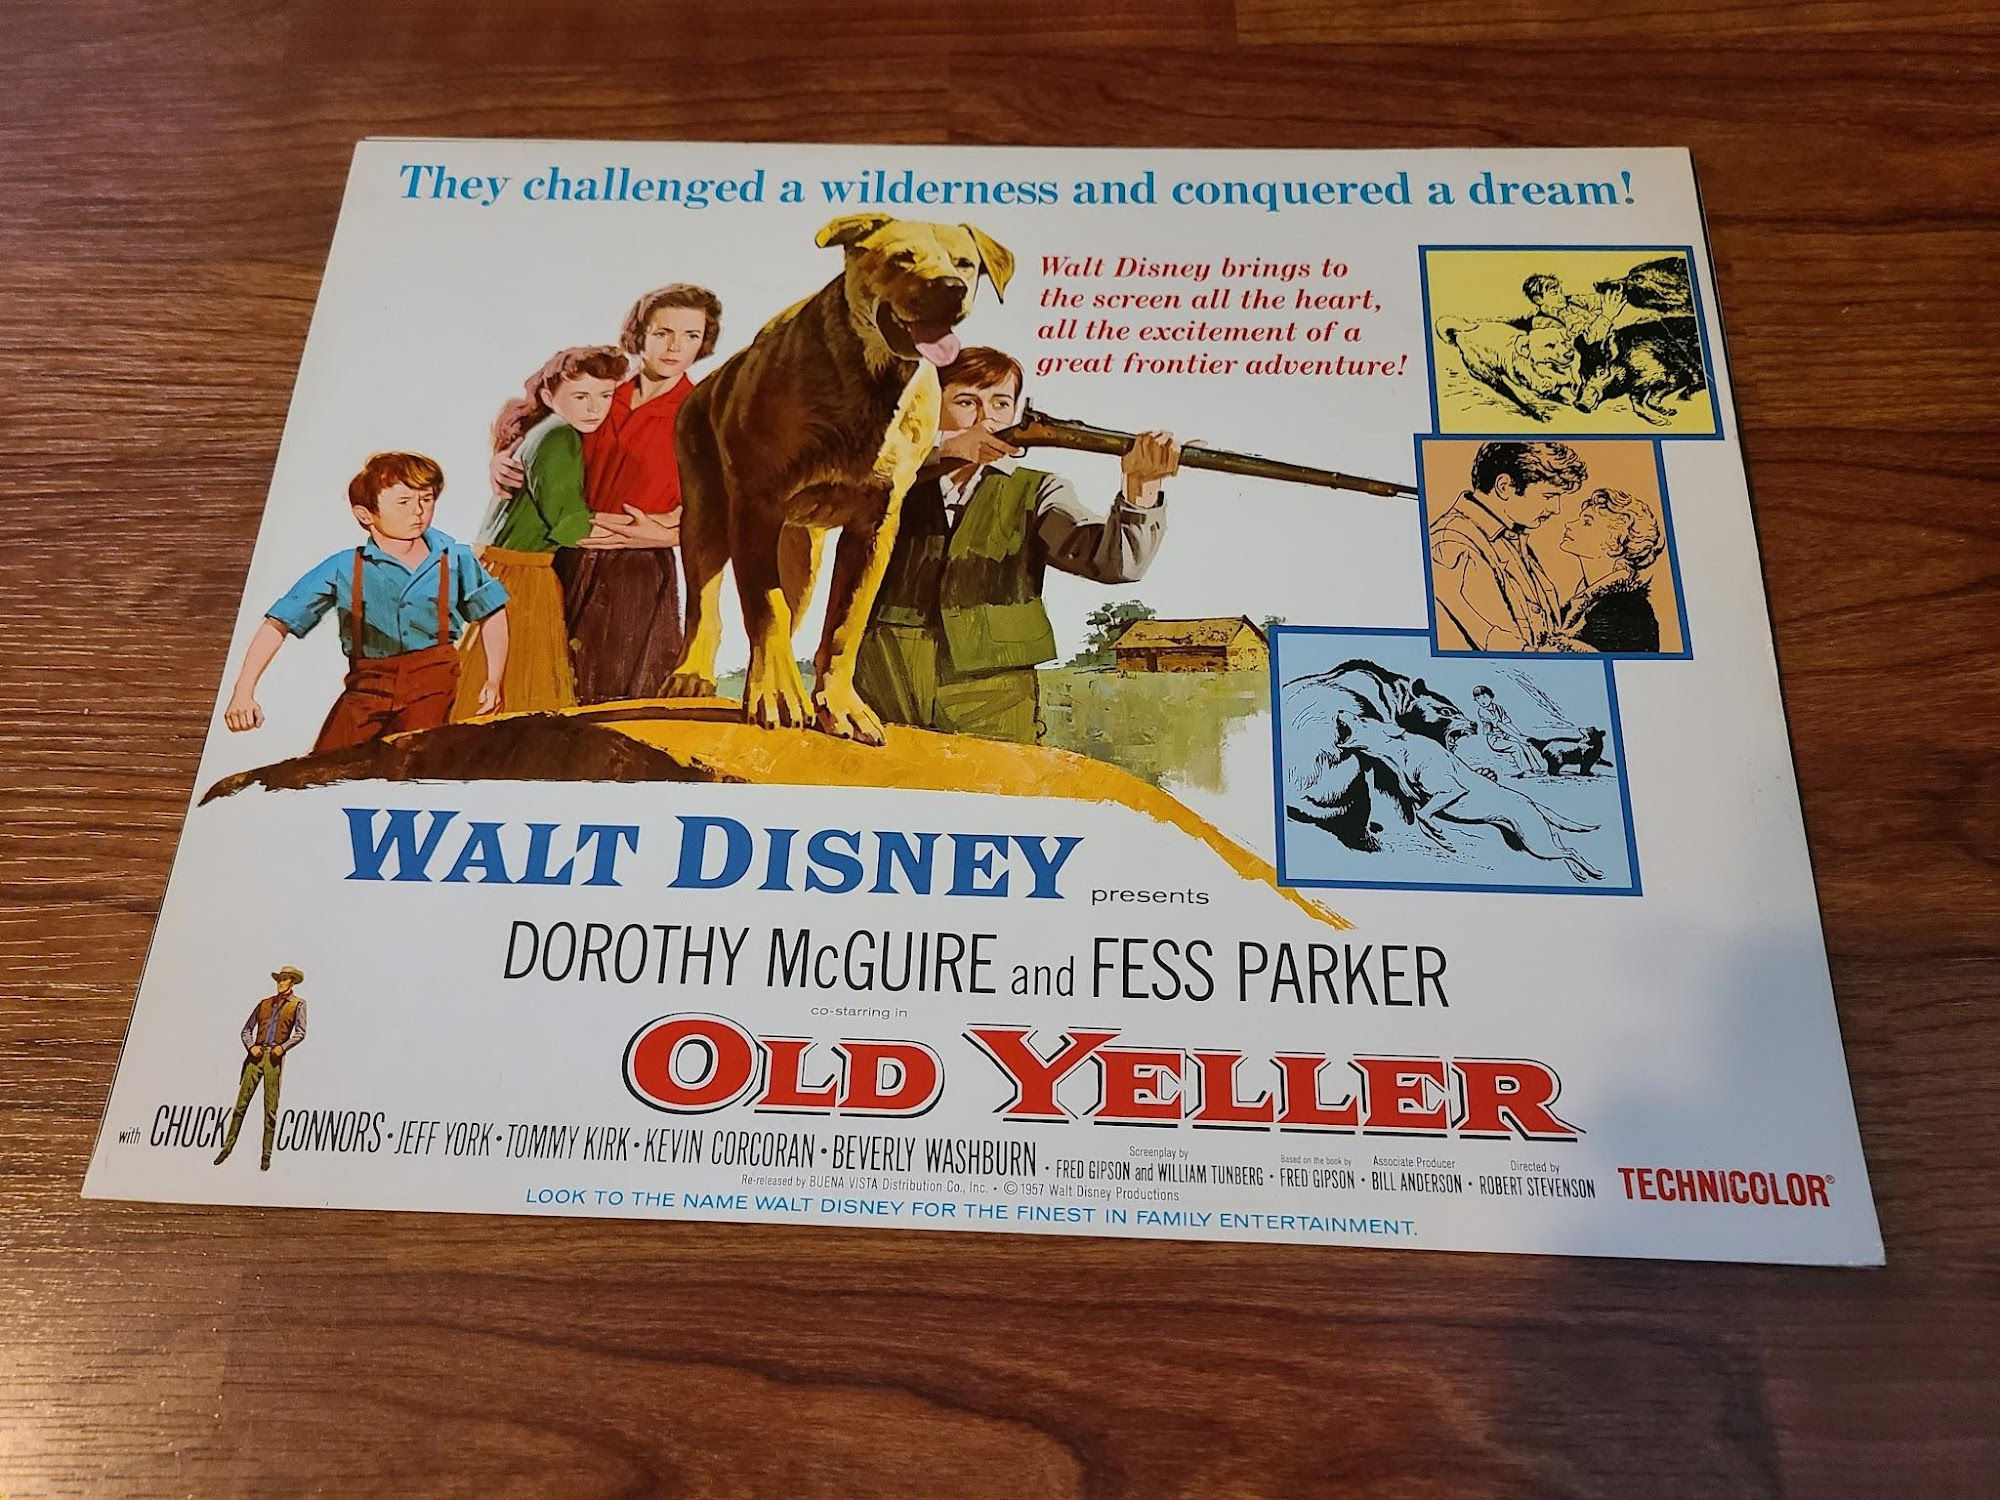 They challenged a wilderness and conquered a dream!
Walt Disney brings to
the screen all the heart,
all the excitement of a
great frontier adventure!
WALT DISNEY presents
DOROTHY McGUIRE and FESS PARKER
co-starring in
OLD YELLER
with CHUCK CONNORS • JEFF YORK • TOMMY KIRK • KEVIN CORCORAN • BEVERLY WASHBURN •
Screenplay by
FRED GIPSON and WILLIAM TUNBERG •
Based on the book by
FRED GIPSON •
Associate Producer
BILL ANDERSON •
Directed by
ROBERT STEVENSON
TECHNICOLOR®
Re-released by BUENA VISTA Distribution Co., Inc. • ©1957 Walt Disney Productions
LOOK TO THE NAME WALT DISNEY FOR THE FINEST IN FAMILY ENTERTAINMENT.